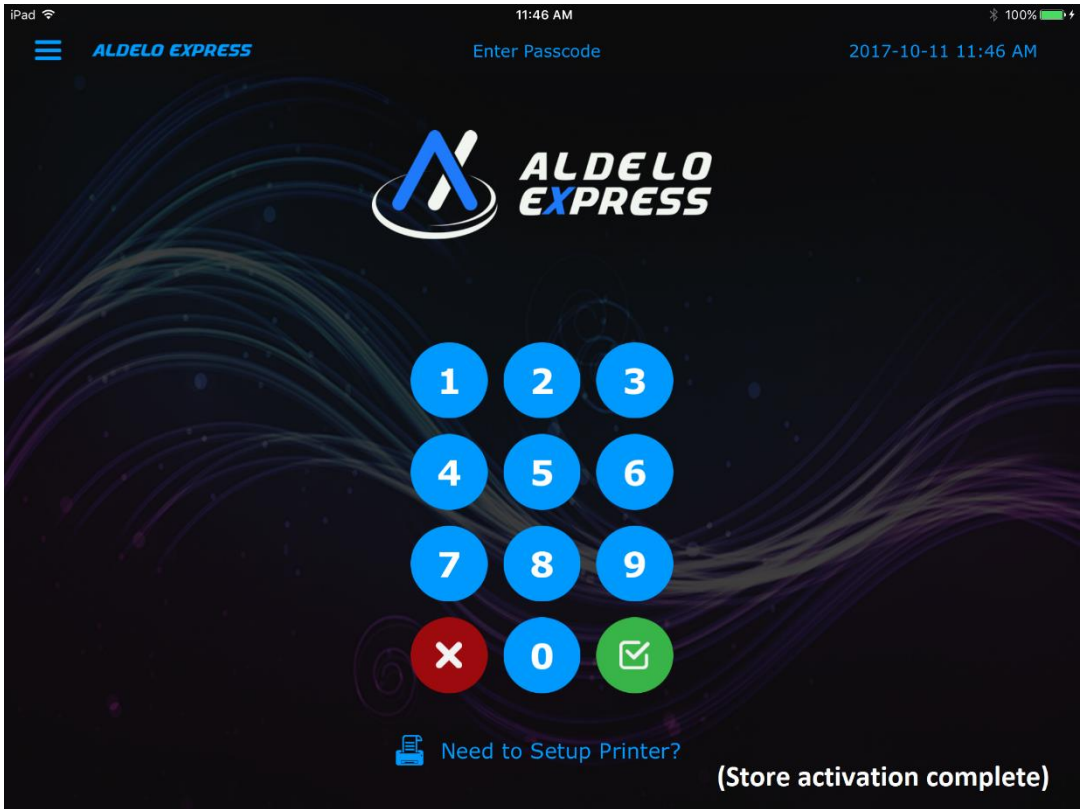 iPad 11:46 AM 100%
ALDELO EXPRESS Enter Passcode 2017-10-11 11:46 AM
ALDELO
EXPRESS
1 2 3
4 5 6
7 8 9
0
Need to Setup Printer?
(Store activation complete)